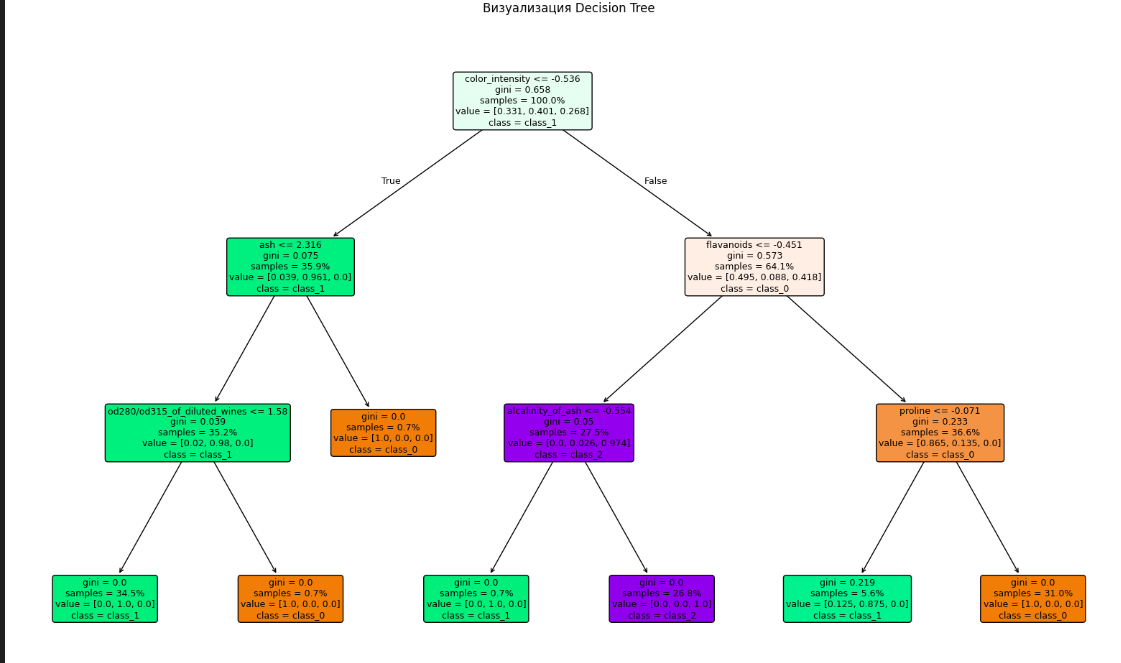 Визуализация Decision Tree
color_intensity <= -0.536
gini = 0.658
samples = 100.0%
value = [0.331, 0.401, 0.268]
class = class_1
True
False
ash <= 2.316
gini = 0.075
samples = 35.9%
value = [0.039, 0.961, 0.0]
class = class_1
flavanoids <= -0.451
gini = 0.573
samples = 64.1%
value = [0.495, 0.088, 0.418]
class = class_0
od280/od315_of_diluted_wines <= 1.58
gini = 0.039
samples = 35.2%
value = [0.02, 0.98, 0.0]
class = class_1
gini = 0.0
samples = 0.7%
value = [1.0, 0.0, 0.0]
class = class_0
alcalinity_of_ash <= -0.554
gini = 0.05
samples = 27.5%
value = [0.0, 0.026, 0.974]
class = class_2
proline <= -0.071
gini = 0.233
samples = 36.6%
value = [0.865, 0.135, 0.0]
class = class_0
gini = 0.0
samples = 34.5%
value = [0.0, 1.0, 0.0]
class = class_1
gini = 0.0
samples = 0.7%
value = [1.0, 0.0, 0.0]
class = class_0
gini = 0.0
samples = 0.7%
value = [0.0, 1.0, 0.0]
class = class_1
gini = 0.0
samples = 26.8%
value = [0.0, 0.0, 1.0]
class = class_2
gini = 0.219
samples = 5.6%
value = [0.125, 0.875, 0.0]
class = class_1
gini = 0.0
samples = 31.0%
value = [1.0, 0.0, 0.0]
class = class_0